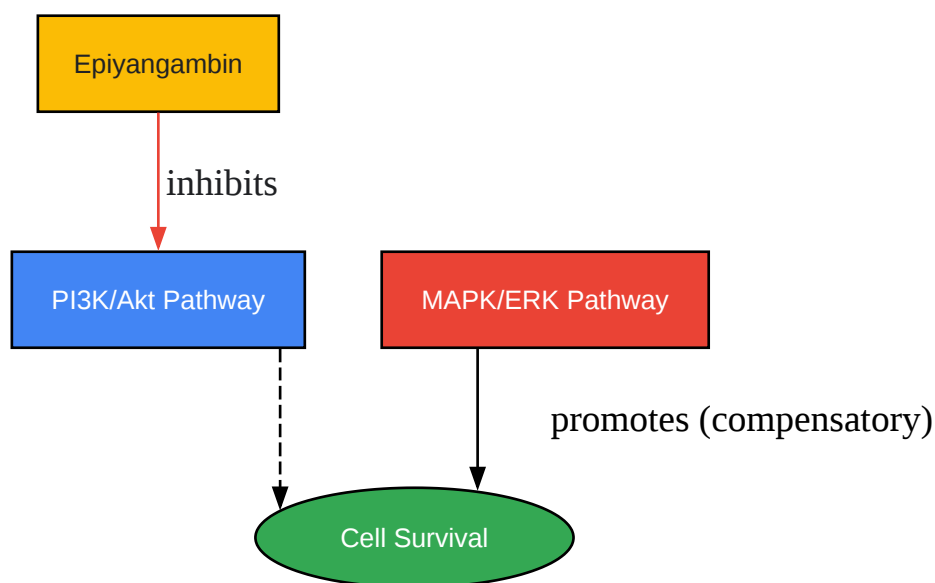 Epiyangambin
inhibits
PI3K/Akt Pathway
MAPK/ERK Pathway
promotes (compensatory)
Cell Survival